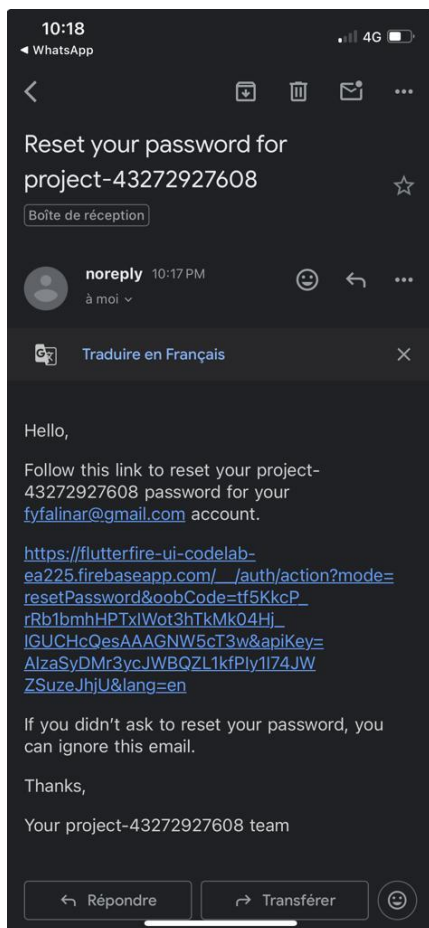 10:18
4G
◄ WhatsApp
Reset your password for
project-43272927608
Boîte de réception
noreply 10:17 PM
à moi
Traduire en Français
Hello,
Follow this link to reset your project-
43272927608 password for your
fyfalinar@gmail.com account.
https://flutterfire-ui-codelab-
ea225.firebaseapp.com/__/auth/action?mode=
resetPassword&oobCode=tf5KkcP_
rRb1bmhHPTxIWot3hTkMk04Hj_
IGUCHcQesAAAGNW5cT3w&apiKey=
AIzaSyDMr3ycJWBQZL1kfPIy1I74JW
ZSuzeJhjU&lang=en
If you didn't ask to reset your password, you
can ignore this email.
Thanks,
Your project-43272927608 team
Répondre
Transférer